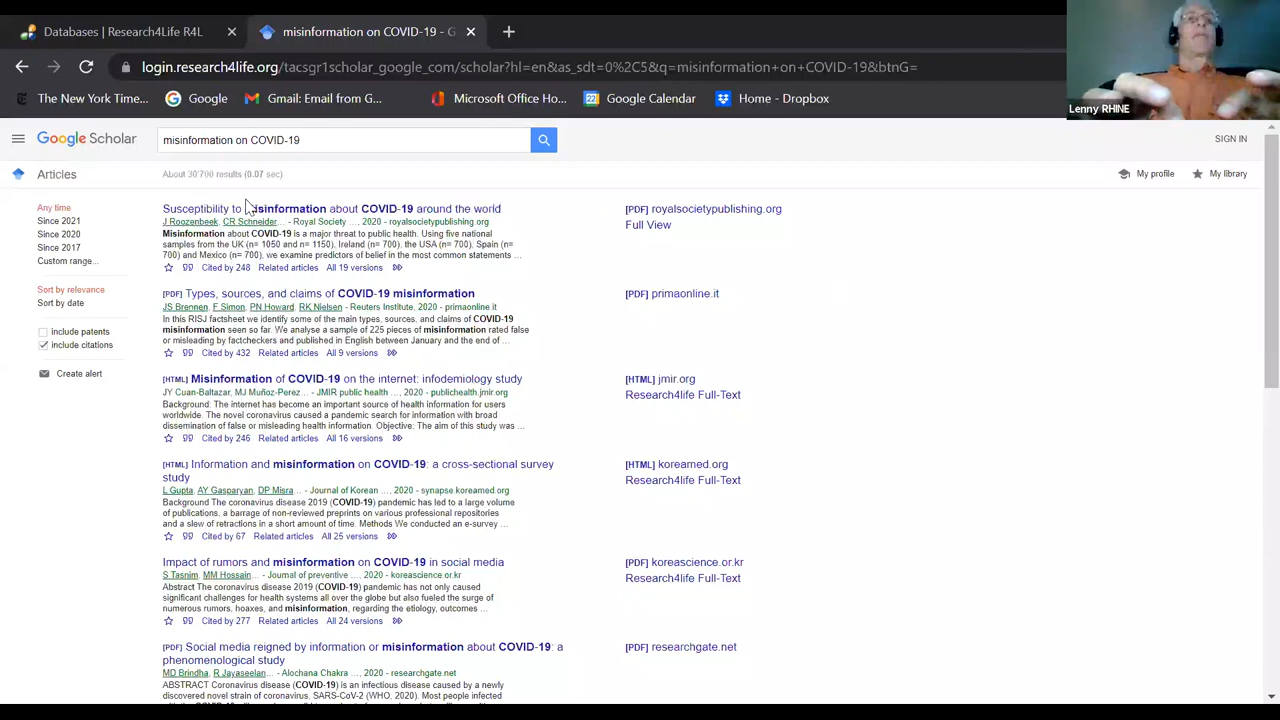 Databases | Research4Life R4L
misinformation on COVID-19 - G
login.research4life.org/tacsgr1scholar_google_com/scholar?hl=en&as_sdt=0%2C5&q=misinformation+on+COVID-19&btnG=
The New York Time... Google Gmail: Email from G... Microsoft Office Ho... Google Calendar Home - Dropbox
22
Lenny RHINE
Google Scholar
misinformation on COVID-19
SIGN IN
Articles
About 30'700 results (0.07 sec)
My profile
My library
Any time
Since 2021
Since 2020
Since 2017
Custom range...
Sort by relevance
Sort by date
include patents
include citations
Create alert
Susceptibility to misinformation about COVID-19 around the world
J Roozenbeek, CR Schneider... - Royal Society ..., 2020 - royalsocietypublishing.org
Misinformation about COVID-19 is a major threat to public health. Using five national
samples from the UK (n= 1050 and n= 1150), Ireland (n= 700), the USA (n= 700), Spain (n=
700) and Mexico (n= 700), we examine predictors of belief in the most common statements ...
Cited by 248 Related articles All 19 versions
[PDF] royalsocietypublishing.org
Full View
[PDF] Types, sources, and claims of COVID-19 misinformation
JS Brennen, F Simon, PN Howard, RK Nielsen - Reuters Institute, 2020 - primaonline.it
In this RISJ factsheet we identify some of the main types, sources, and claims of COVID-19
misinformation seen so far. We analyse a sample of 225 pieces of misinformation rated false
or misleading by factcheckers and published in English between January and the end of ...
Cited by 432 Related articles All 9 versions
[PDF] primaonline.it
[HTML] Misinformation of COVID-19 on the internet: infodemiology study
JY Cuan-Baltazar, MJ Muñoz-Perez... - JMIR public health ..., 2020 - publichealth.jmir.org
Background: The internet has become an important source of health information for users
worldwide. The novel coronavirus caused a pandemic search for information with broad
dissemination of false or misleading health information. Objective: The aim of this study was ...
Cited by 246 Related articles All 16 versions
[HTML] jmir.org
Research4life Full-Text
[HTML] Information and misinformation on COVID-19: a cross-sectional survey
study
L Gupta, AY Gasparyan, DP Misra... - Journal of Korean ..., 2020 - synapse.koreamed.org
Background The coronavirus disease 2019 (COVID-19) pandemic has led to a large volume
of publications, a barrage of non-reviewed preprints on various professional repositories
and a slew of retractions in a short amount of time. Methods We conducted an e-survey ...
Cited by 67 Related articles All 25 versions
[HTML] koreamed.org
Research4life Full-Text
Impact of rumors and misinformation on COVID-19 in social media
S Tasnim, MM Hossain... - Journal of preventive ..., 2020 - koreascience.or.kr
Abstract The coronavirus disease 2019 (COVID-19) pandemic has not only caused
significant challenges for health systems all over the globe but also fueled the surge of
numerous rumors, hoaxes, and misinformation, regarding the etiology, outcomes ...
Cited by 277 Related articles All 24 versions
[PDF] koreascience.or.kr
Research4life Full-Text
[PDF] Social media reigned by information or misinformation about COVID-19: a
phenomenological study
MD Brindha, R Jayaseelan... - Alochana Chakra ..., 2020 - researchgate.net
ABSTRACT Coronavirus disease (COVID-19) is an infectious disease caused by a newly
discovered novel strain of coronavirus, SARS-CoV-2 (WHO, 2020). Most people infected
[PDF] researchgate.net